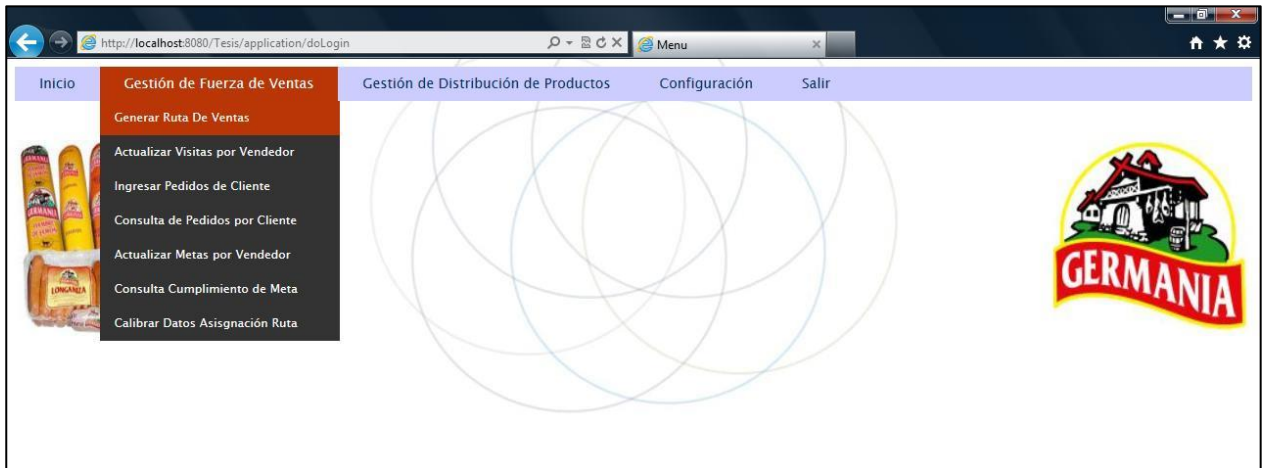 http://localhost:8080/Tesis/application/doLogin
Menu
Inicio
Gestión de Fuerza de Ventas
Gestión de Distribución de Productos
Configuración
Salir
Generar Ruta De Ventas
Actualizar Visitas por Vendedor
Ingresar Pedidos de Cliente
Consulta de Pedidos por Cliente
Actualizar Metas por Vendedor
Consulta Cumplimiento de Meta
Calibrar Datos Asisgnación Ruta
LONGANIZA
GERMANIA